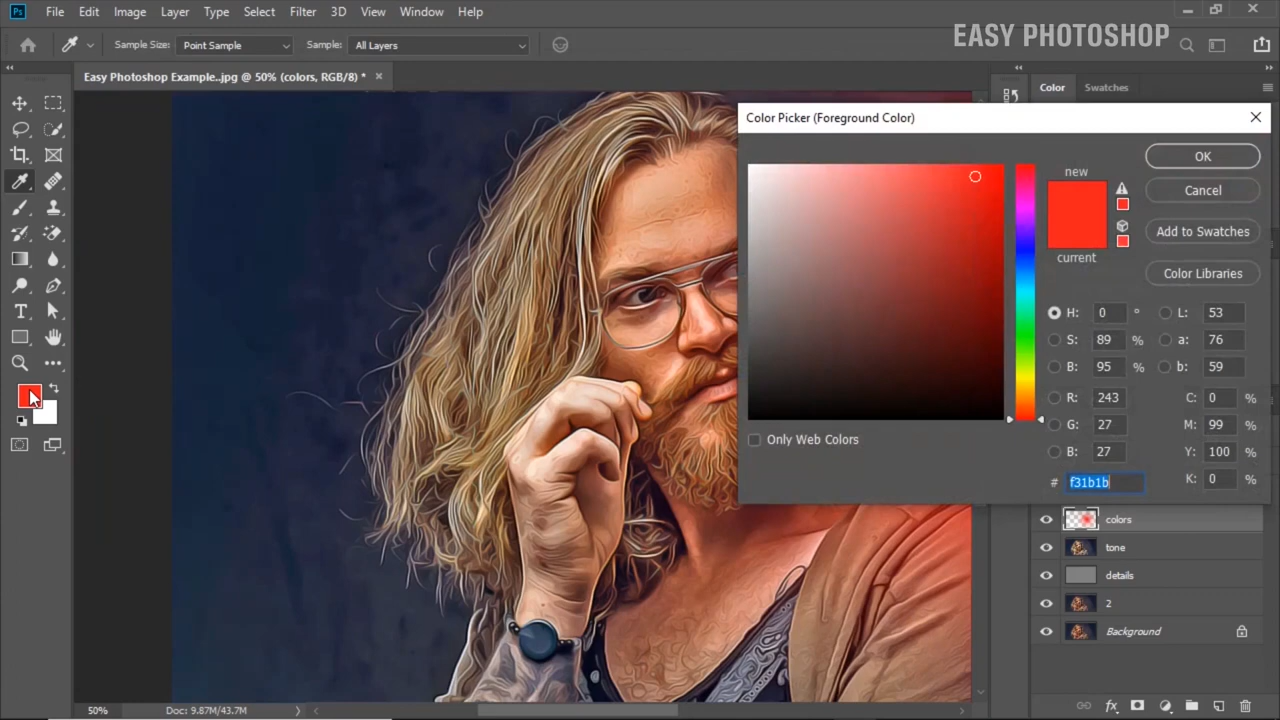 Ps File Edit Image Layer Type Select Filter 3D View Window Help
EASY PHOTOSHOP
Sample Size: Point Sample Sample: All Layers
Easy Photoshop Example..jpg @ 50% (colors, RGB/8) * ×
Color Swatches
Color Picker (Foreground Color)
new
current
OK
Cancel
Add to Swatches
Color Libraries
H: 0 ° L: 53
S: 89 % a: 76
B: 95 % b: 59
R: 243 C: 0 %
G: 27 M: 99 %
B: 27 Y: 100 %
# f31b1b K: 0 %
Only Web Colors
colors
tone
details
2
Background
fx
50% Doc: 9.87M/43.7M